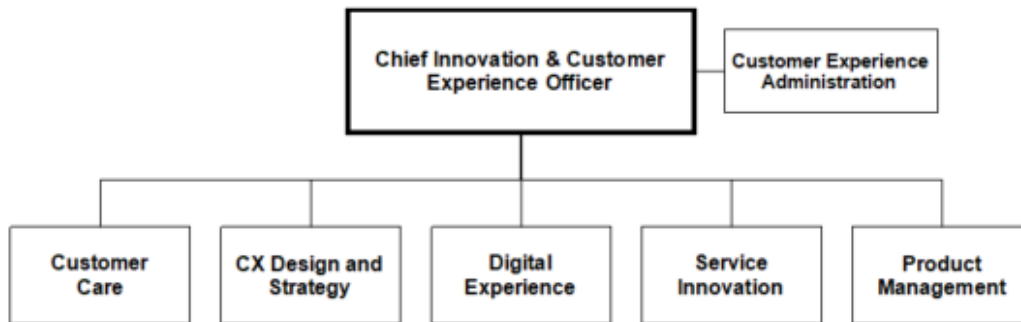 Chief Innovation & Customer
Experience Officer
Customer Experience
Administration
Customer
Care
CX Design and
Strategy
Digital
Experience
Service
Innovation
Product
Management